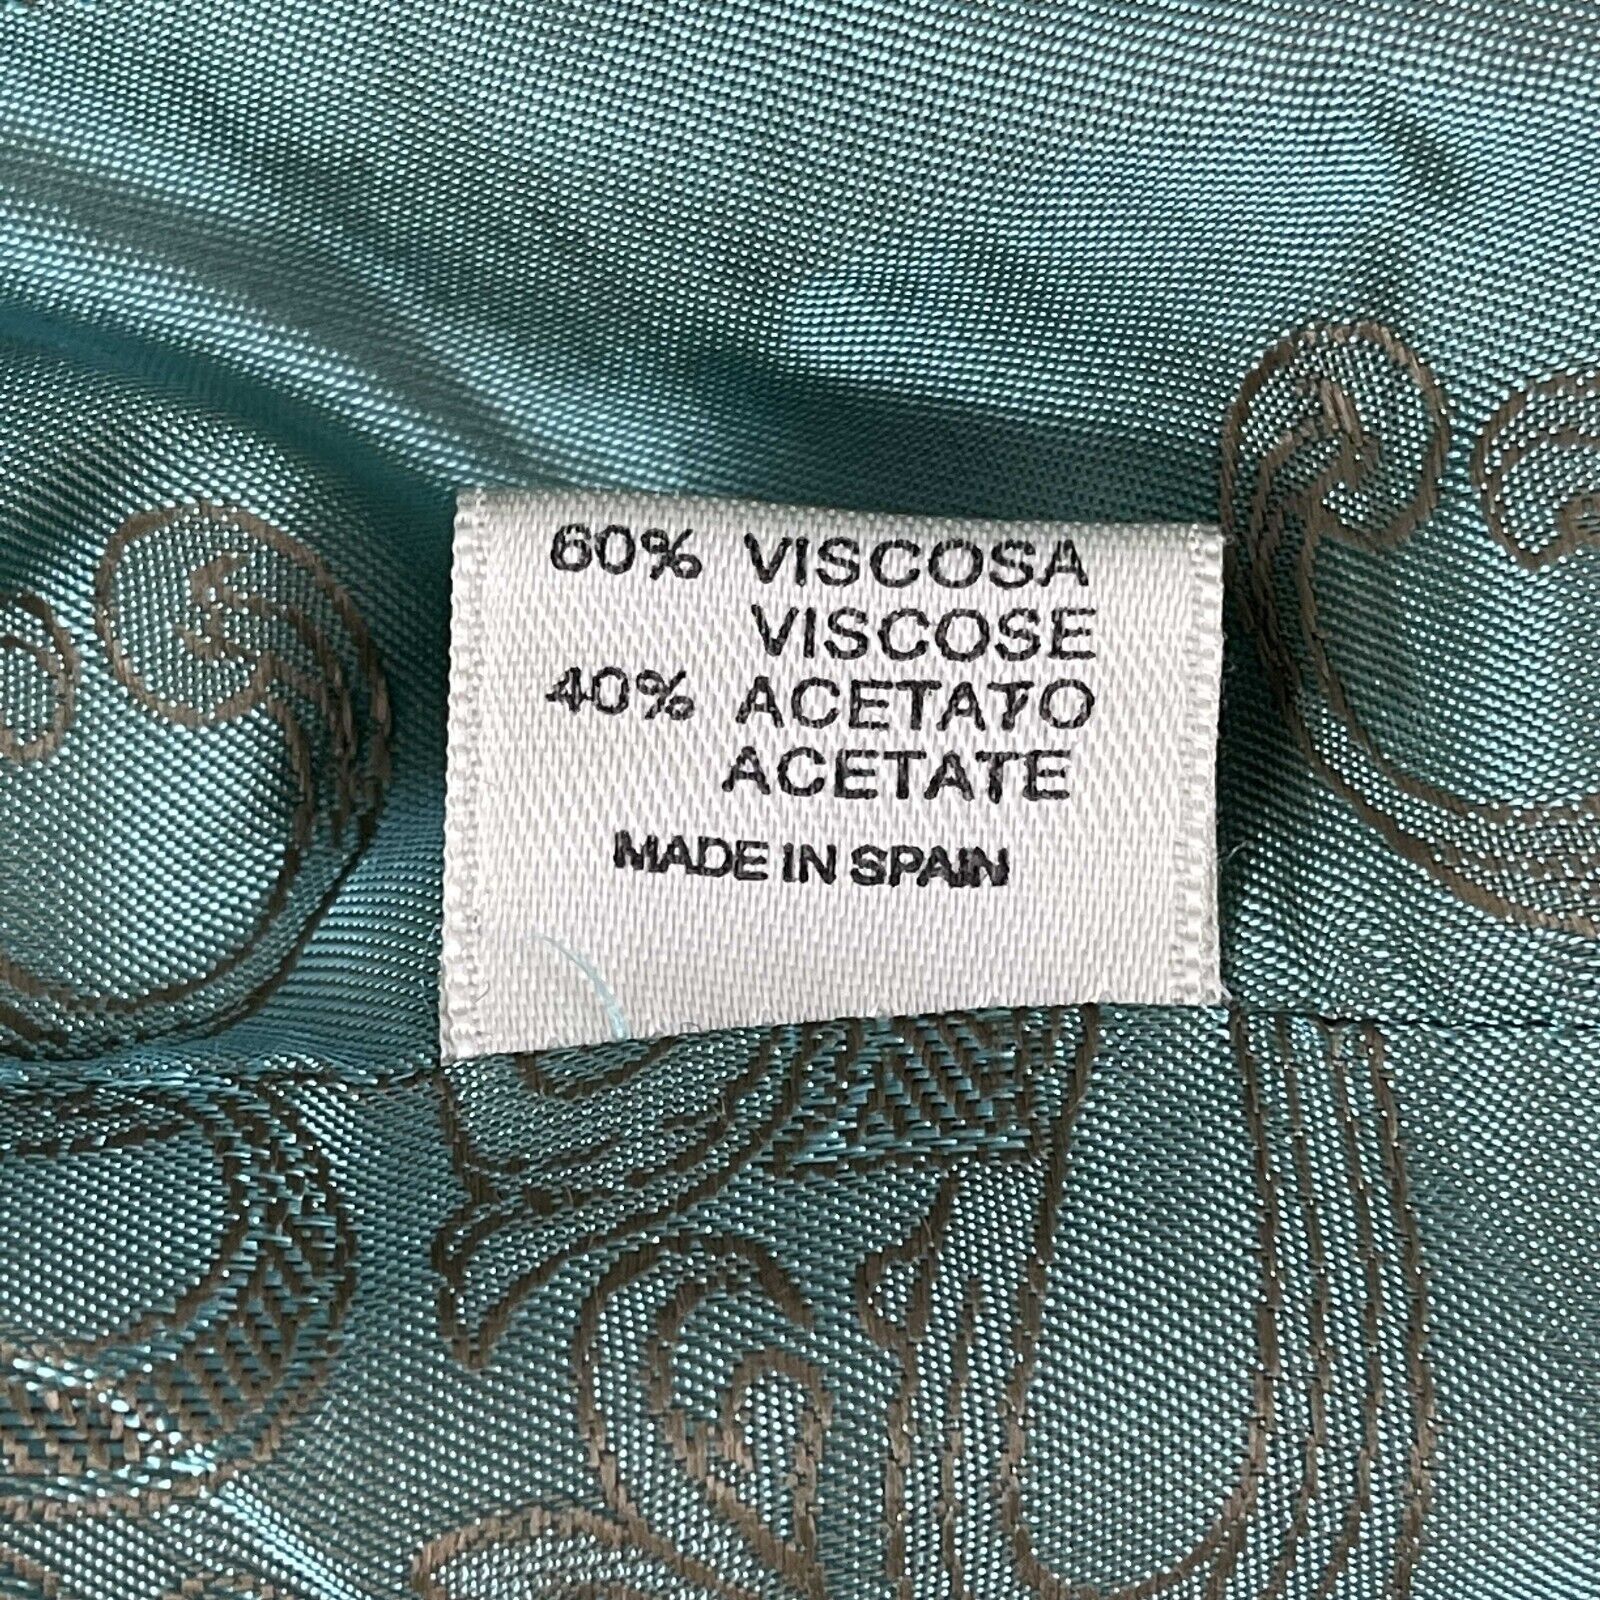 60% VISCOSA
VISCOSE
40% ACETATO
ACETATE
MADE IN SPAIN